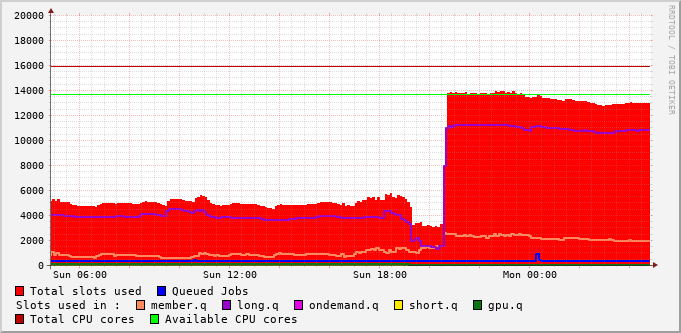 RRDTOOL / TOBI OETIKER
20000
18000
16000
14000
12000
10000
8000
6000
4000
2000
0
Sun 06:00 Sun 12:00 Sun 18:00 Mon 00:00
Total slots used Queued Jobs
Slots used in : member.q long.q ondemand.q short.q gpu.q
Total CPU cores Available CPU cores